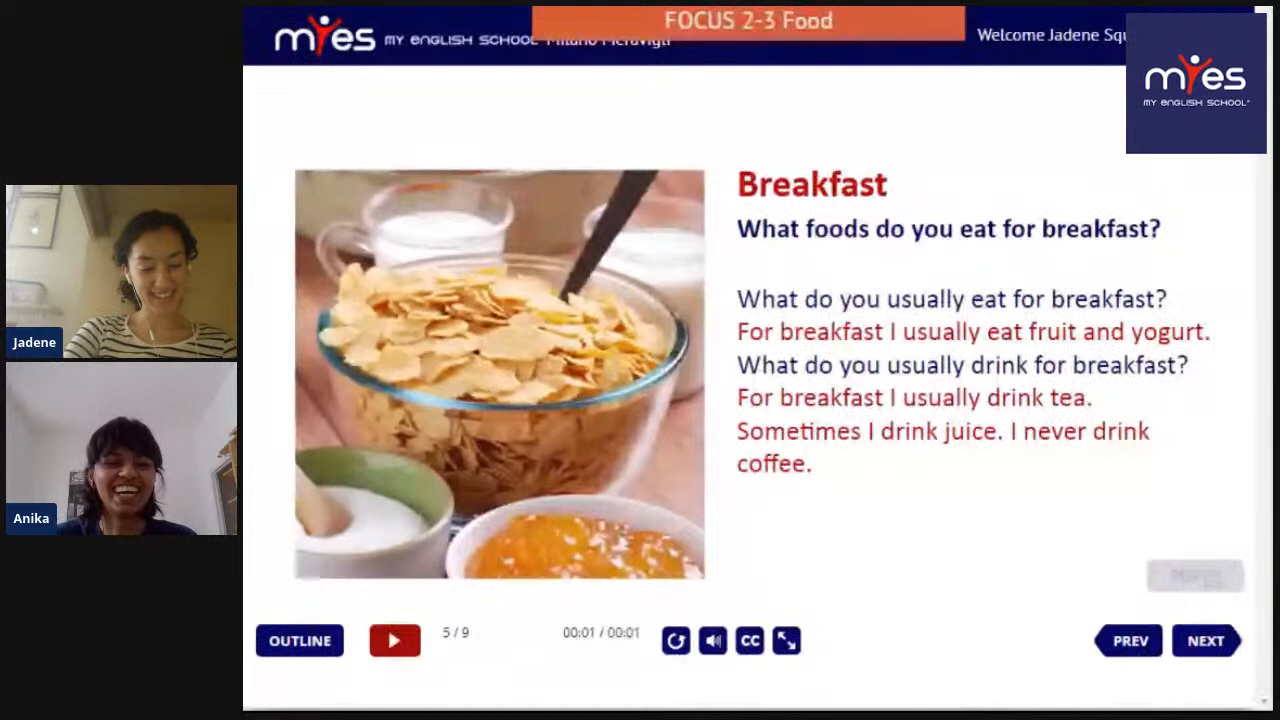 FOCUS 2-3 Food
myes MY ENGLISH SCHOOL Milano Meravigli
Welcome Jadene Squ
myes
MY ENGLISH SCHOOL
Breakfast
What foods do you eat for breakfast?
What do you usually eat for breakfast?
For breakfast I usually eat fruit and yogurt.
What do you usually drink for breakfast?
For breakfast I usually drink tea.
Sometimes I drink juice. I never drink
coffee.
Jadene
Anika
OUTLINE
5 / 9
00:01 / 00:01
CC
PREV
NEXT